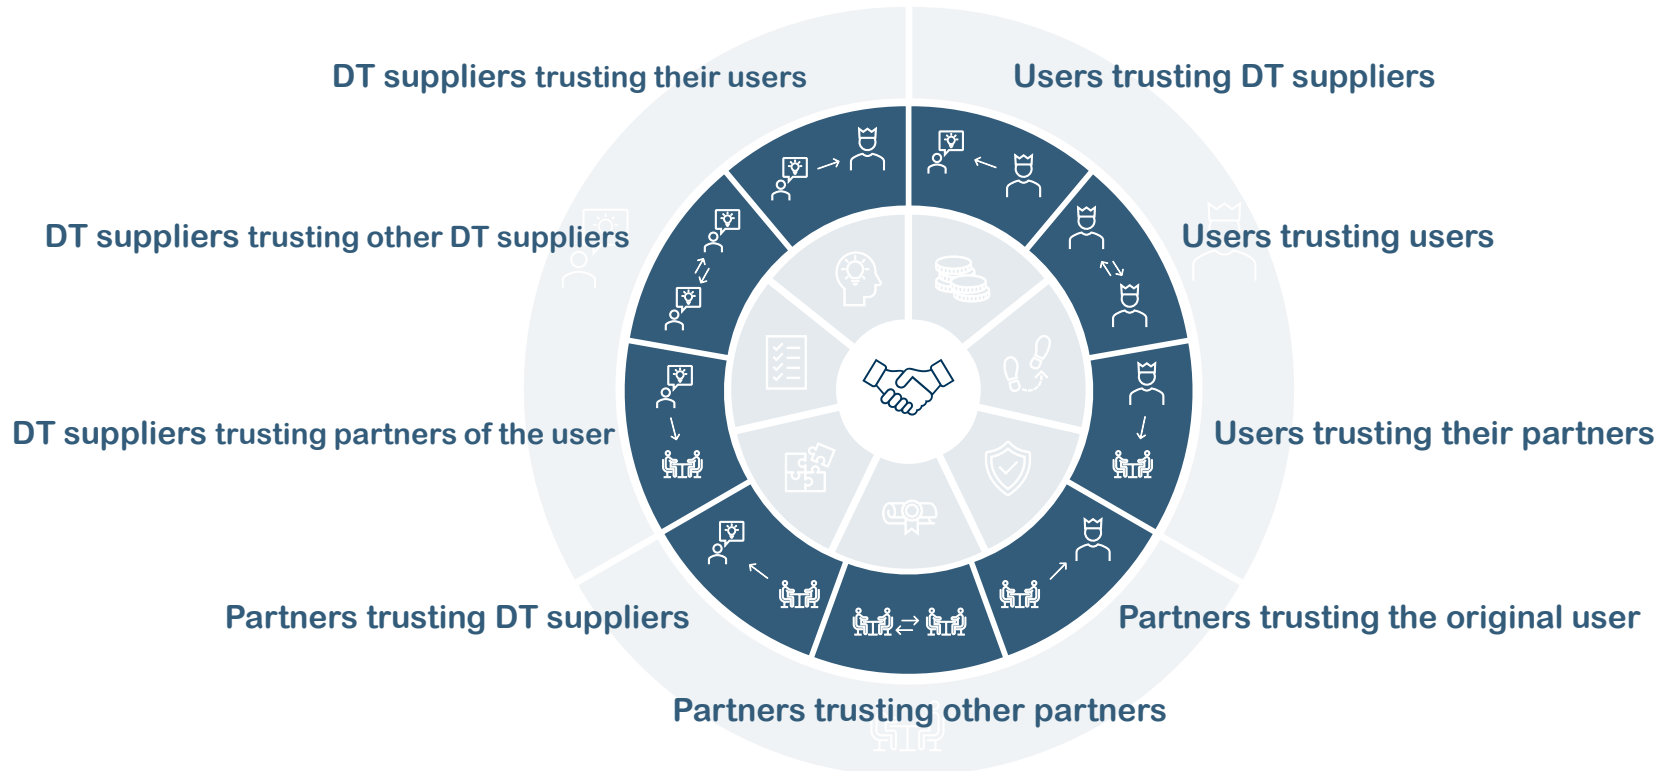 DT suppliers trusting their users
Users trusting DT suppliers
DT suppliers trusting other DT suppliers
Users trusting users
DT suppliers trusting partners of the user
Users trusting their partners
Partners trusting DT suppliers
Partners trusting the original user
Partners trusting other partners